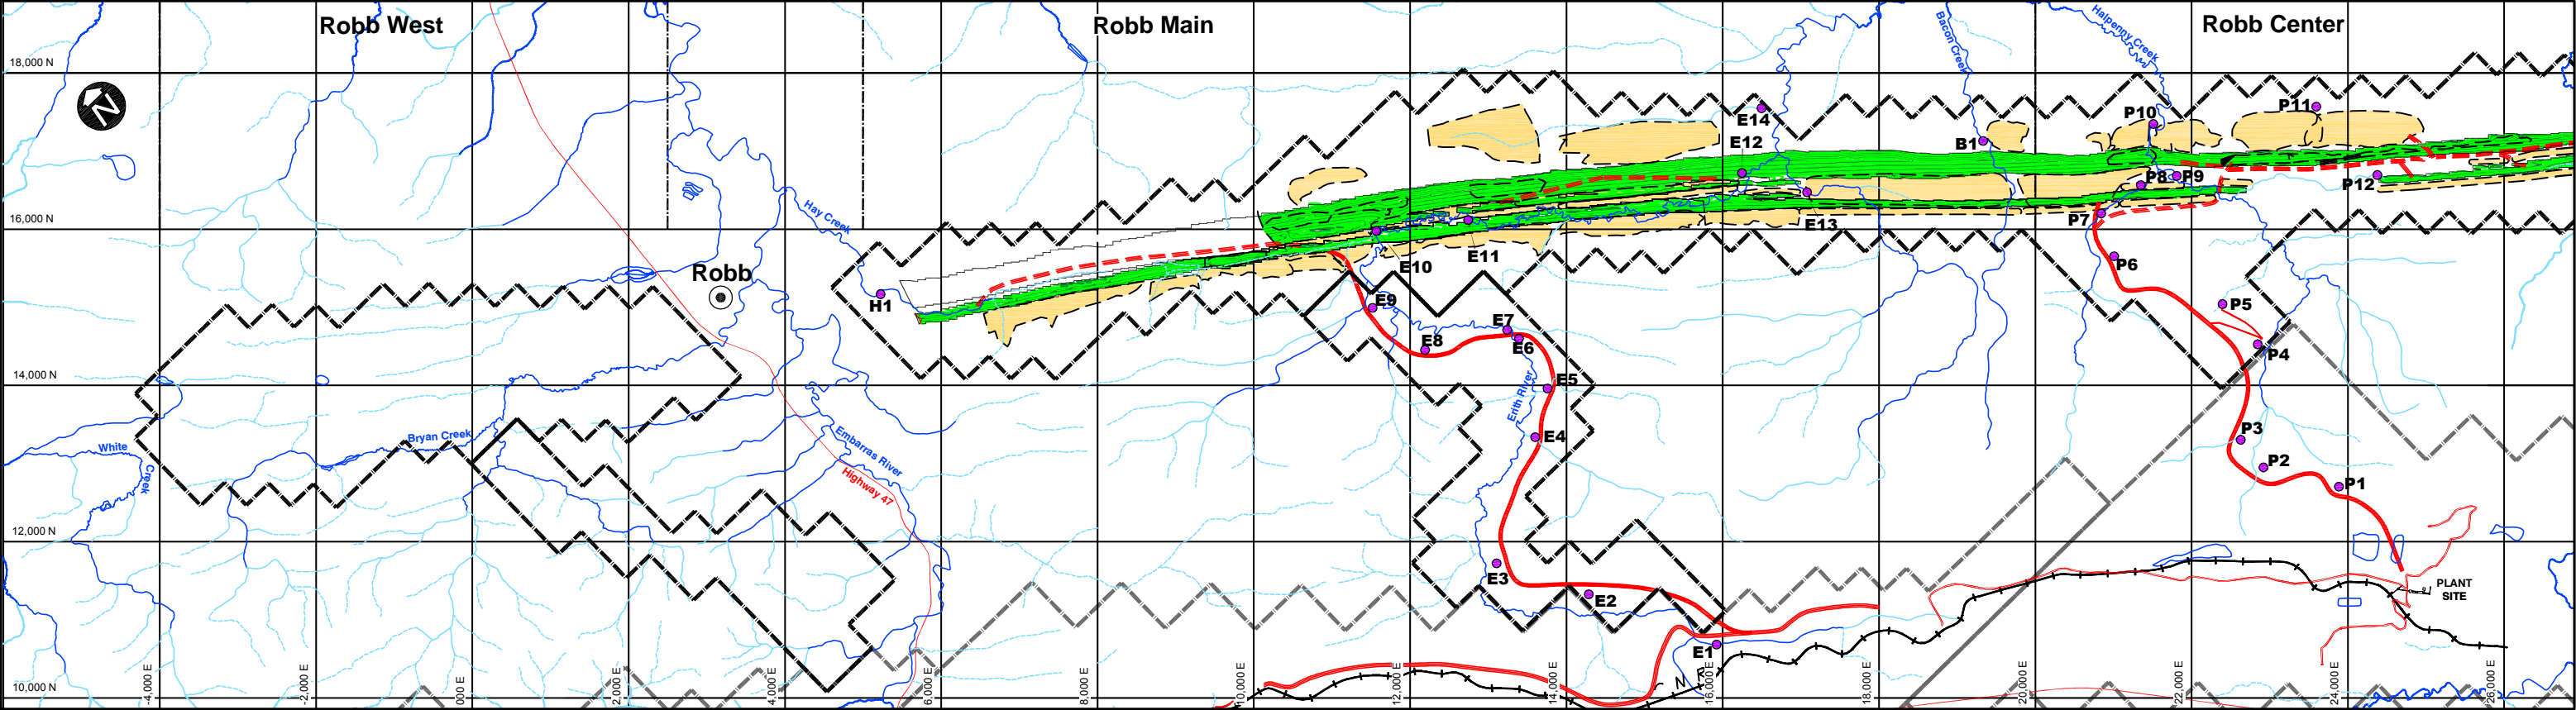 Robb West
Robb Main
Robb Center
Bacon Creek
Halpenny Creek
18,000 N
N
E14
P10
P11
E12
B1
P8
P9
P12
16,000 N
Hay Creek
E13
P7
E11
E10
P6
Robb
H1
E9
P5
E7
E8
E6
P4
14,000 N
E5
Erith River
E4
P3
White
Creek
Bryan Creek
Embarras River
Highway 47
P2
P1
12,000 N
E3
E2
PLANT
SITE
E1
N
10,000 N
-4,000 E
-2,000 E
000 E
2,000 E
4,000 E
6,000 E
8,000 E
10,000 E
12,000 E
14,000 E
16,000 E
18,000 E
20,000 E
22,000 E
24,000 E
26,000 E